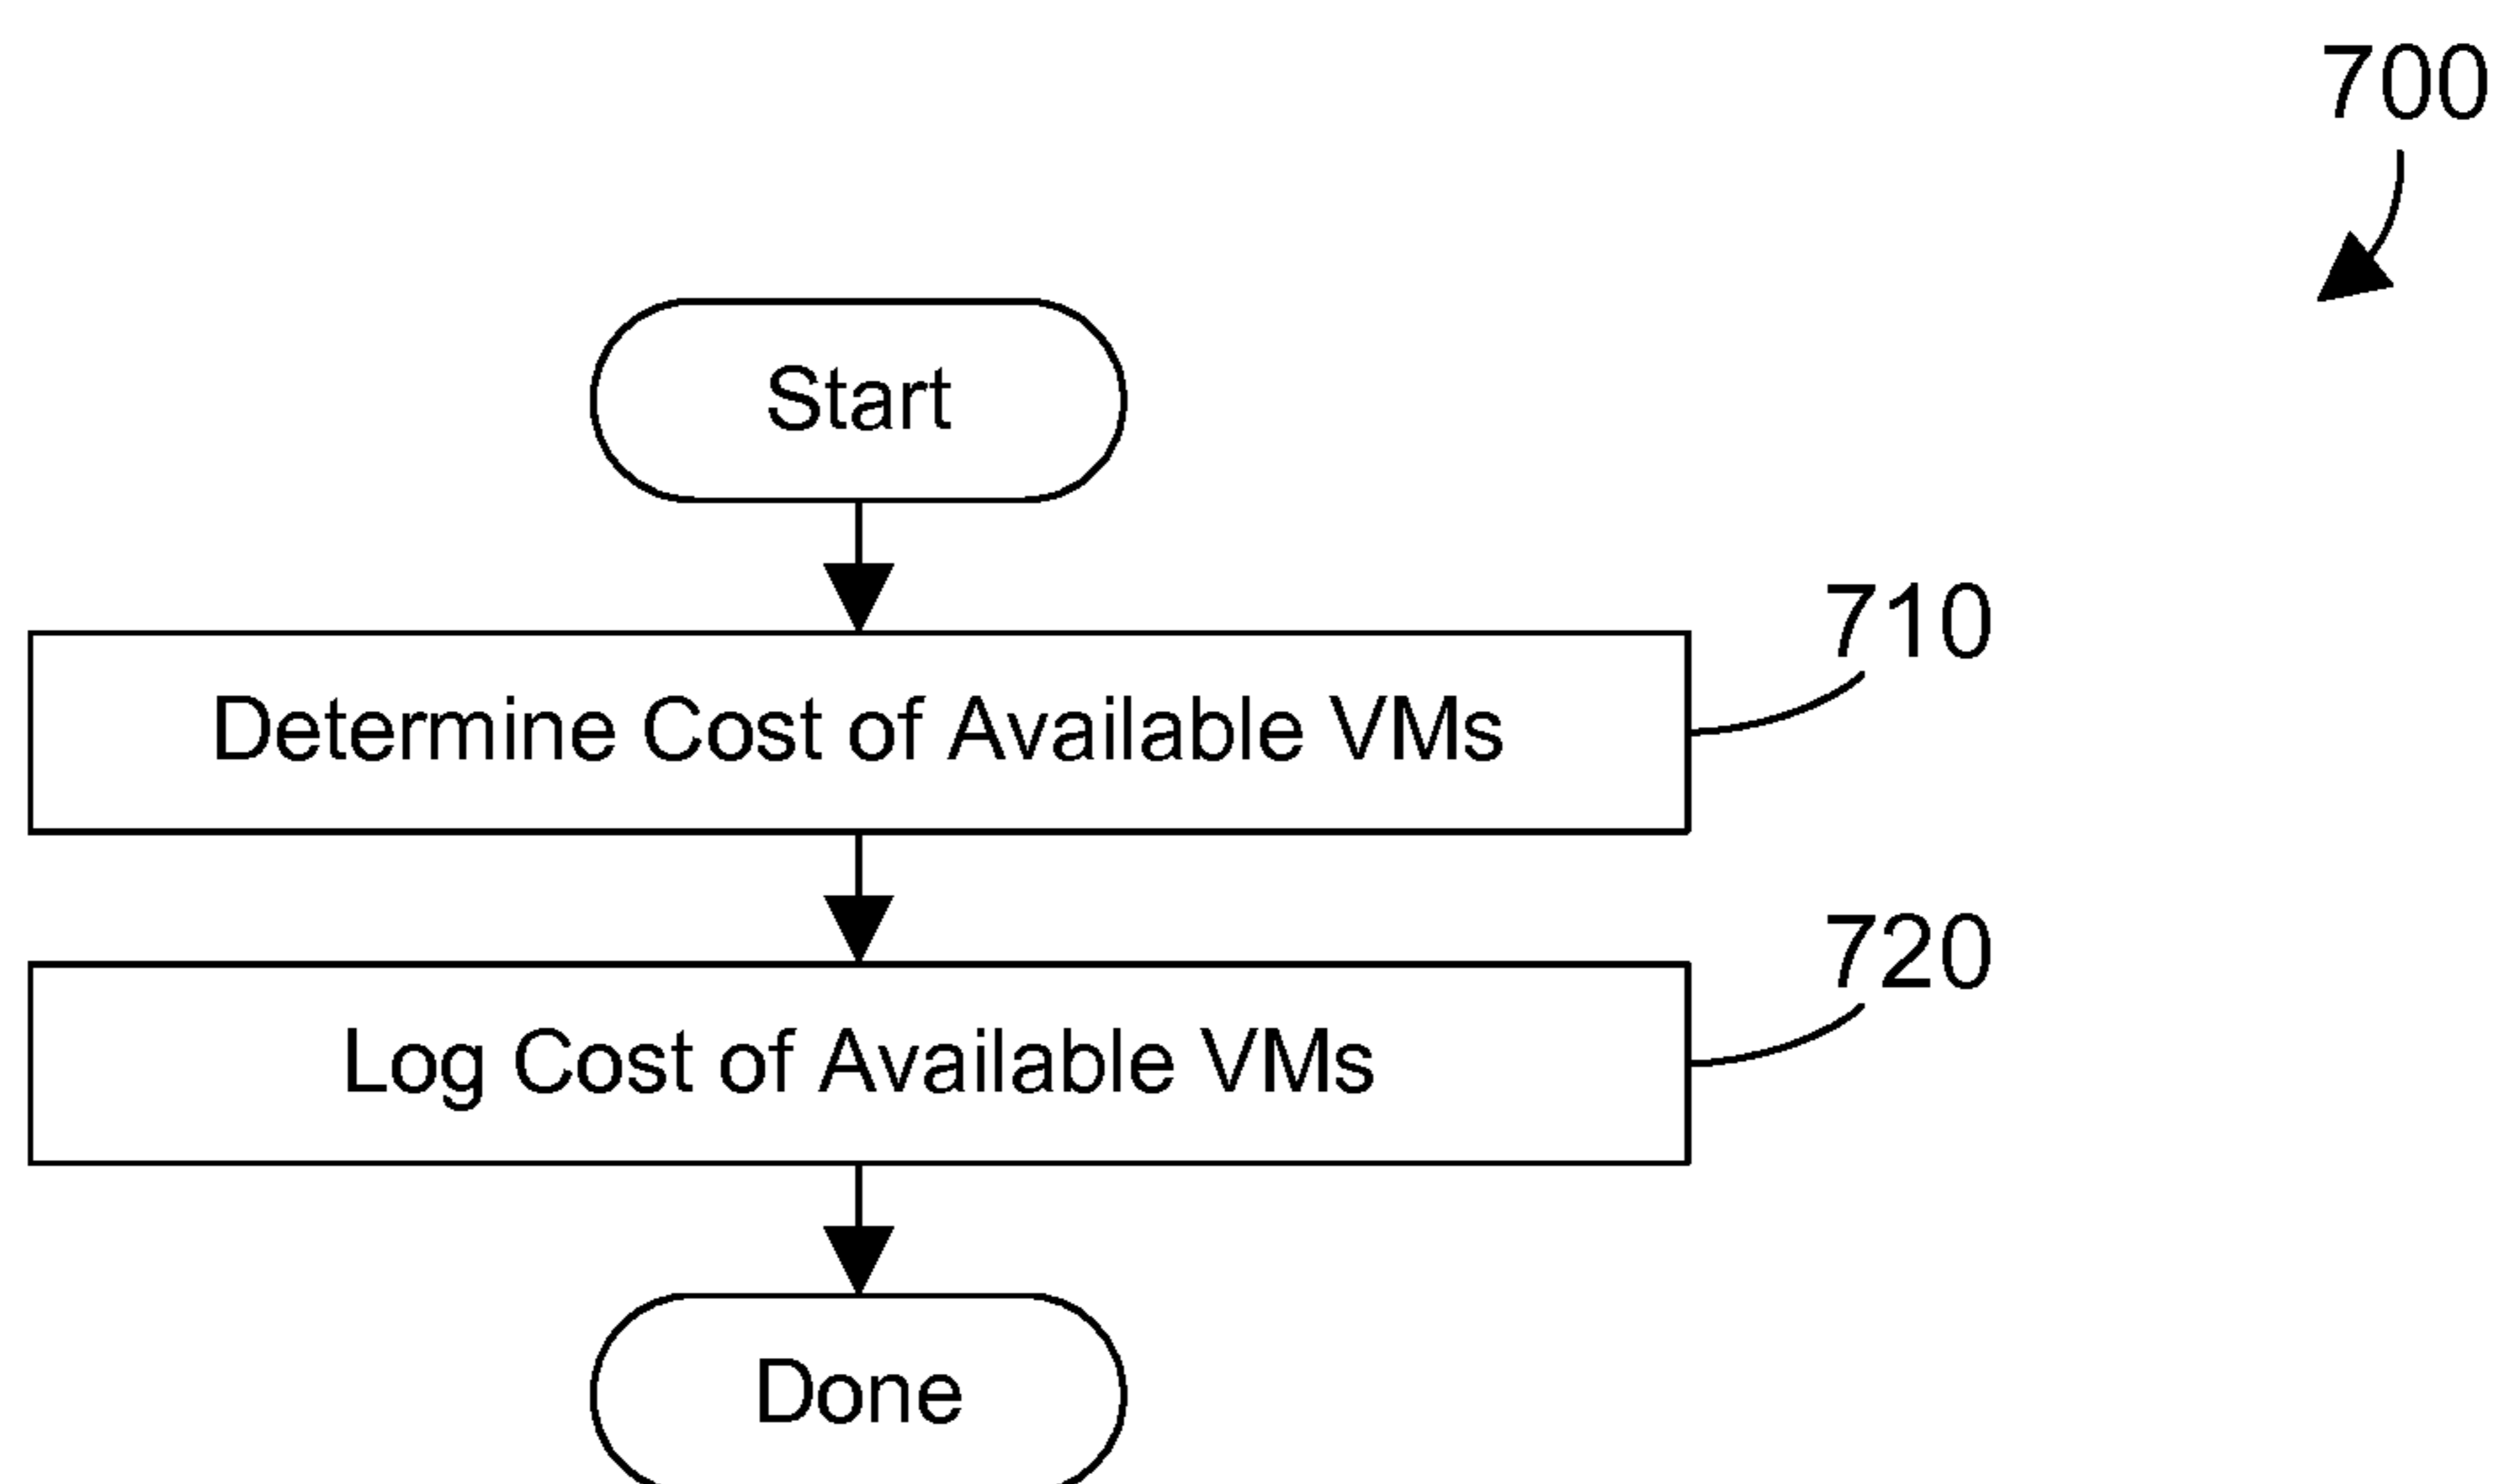 700
Start
710
Determine Cost of Available VMs
720
Log Cost of Available VMs
Done